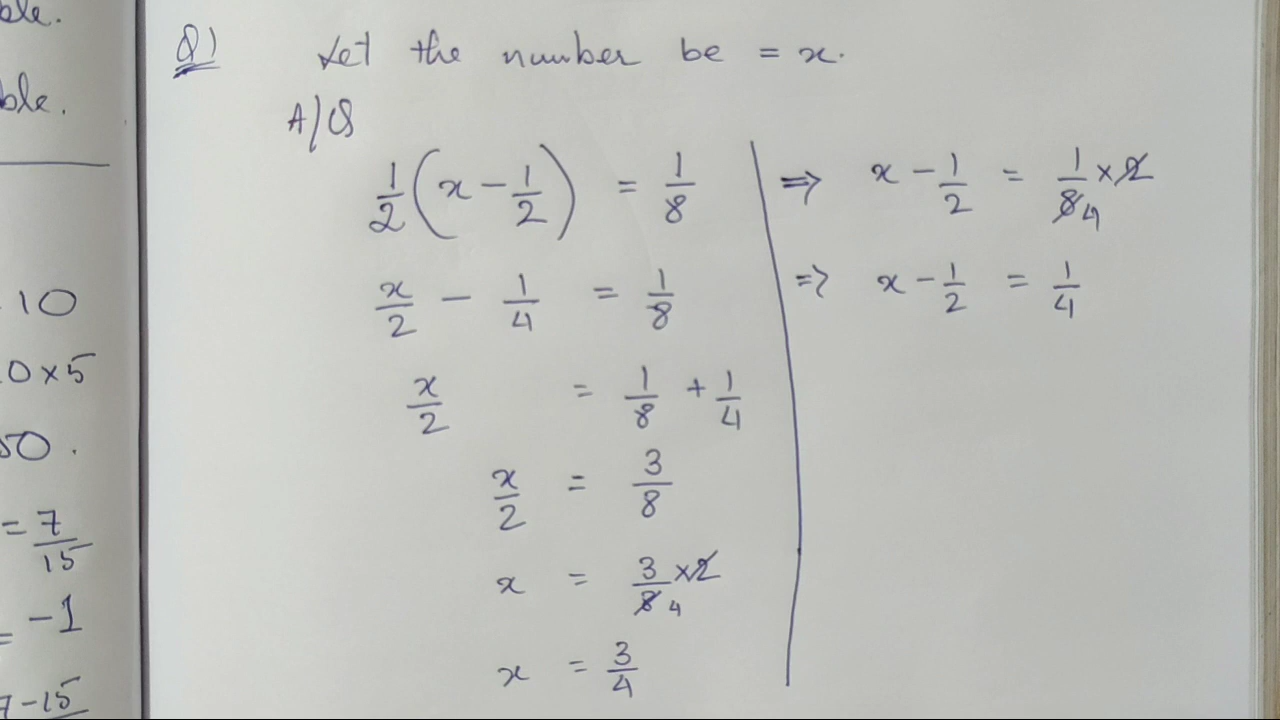 ble.
ble.
10
0×5
50.
= 7/15
= -1
7-15
Q1 Let the number be = x.
A/Q
1/2 (x - 1/2) = 1/8
x/2 - 1/4 = 1/8
x/2 = 1/8 + 1/4
x/2 = 3/8
x = 3/8 × 2 4
x = 3/4
=> x - 1/2 = 1/8 × 2 4
=> x - 1/2 = 1/4